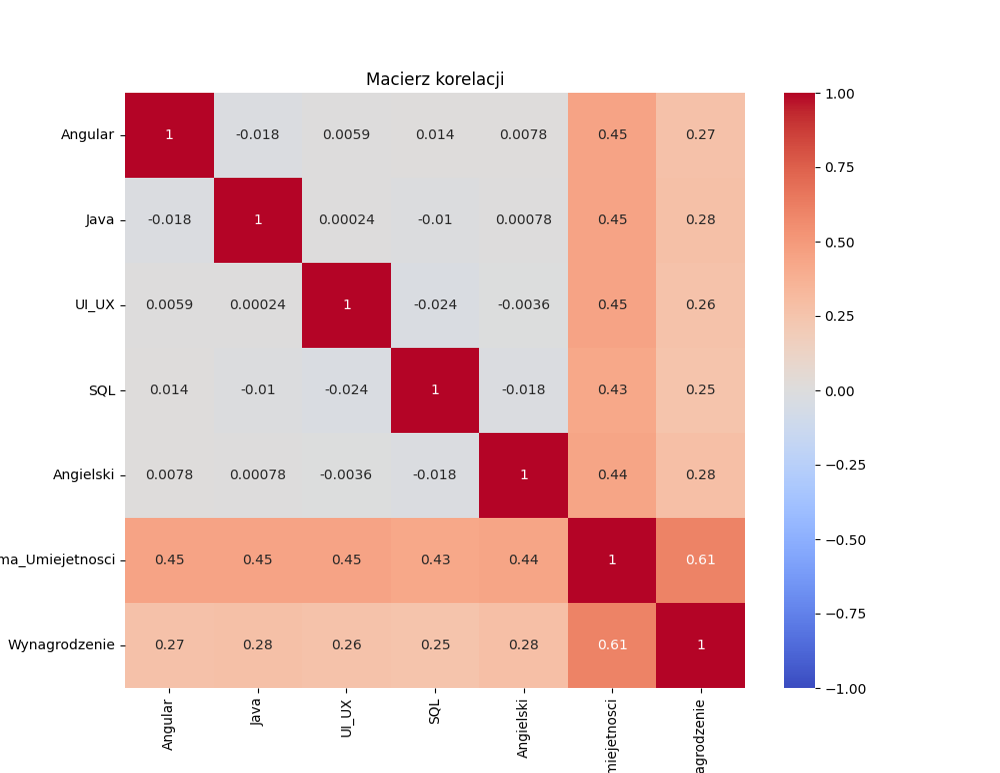 Macierz korelacji
Angular 1 -0.018 0.0059 0.014 0.0078 0.45 0.27
Java -0.018 1 0.00024 -0.01 0.00078 0.45 0.28
UI_UX 0.0059 0.00024 1 -0.024 -0.0036 0.45 0.26
SQL 0.014 -0.01 -0.024 1 -0.018 0.43 0.25
Angielski 0.0078 0.00078 -0.0036 -0.018 1 0.44 0.28
ma_Umiejetnosci 0.45 0.45 0.45 0.43 0.44 1 0.61
Wynagrodzenie 0.27 0.28 0.26 0.25 0.28 0.61 1
Angular
Java
UI_UX
SQL
Angielski
miejetnosci
agrodzenie
1.00
0.75
0.50
0.25
0.00
−0.25
−0.50
−0.75
−1.00